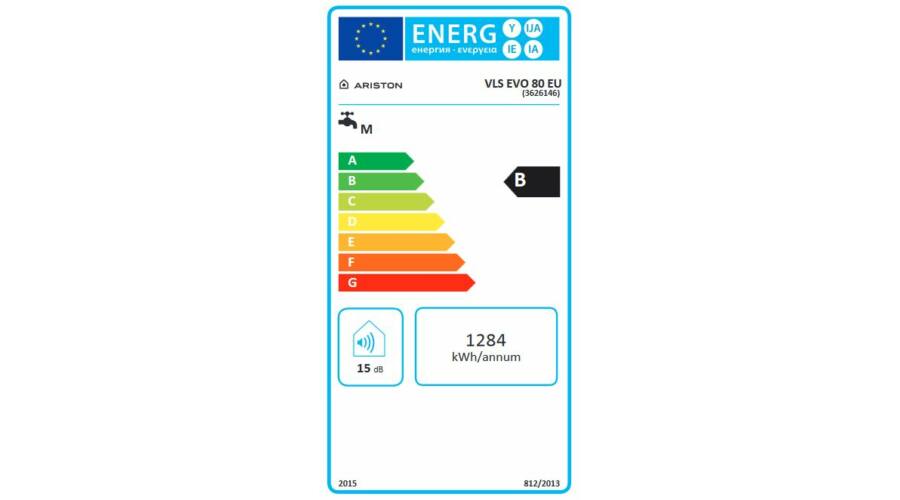 ENERG Y IJA
енергия · ενεργεια IE IA
ARISTON VLS EVO 80 EU
(3626146)
M
A
B B
C
D
E
F
G
1284
kWh/annum
15 dB
2015 812/2013